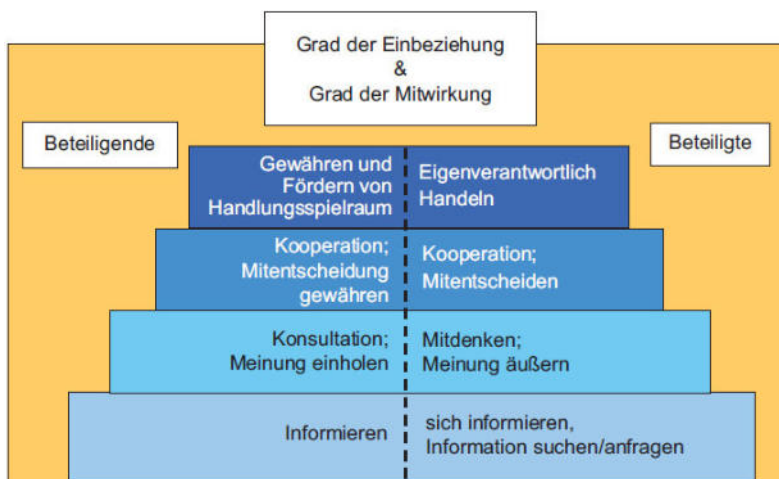 Grad der Einbeziehung
&
Grad der Mitwirkung
Beteiligende
Beteiligte
Gewähren und
Fördern von
Handlungsspielraum
Eigenverantwortlich
Handeln
Kooperation;
Mitentscheidung
gewähren
Kooperation;
Mitentscheiden
Konsultation;
Meinung einholen
Mitdenken;
Meinung äußern
Informieren
sich informieren,
Information suchen/anfragen